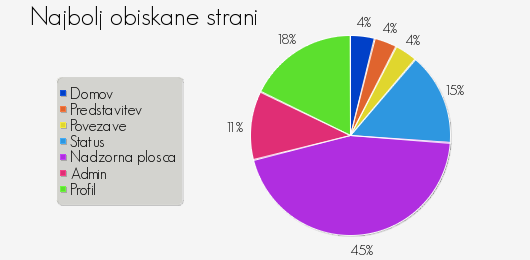 Najbolj obiskane strani
Domov
Predstavitev
Povezave
Status
Nadzorna plosca
Admin
Profil
4%
4%
4%
15%
45%
11%
18%